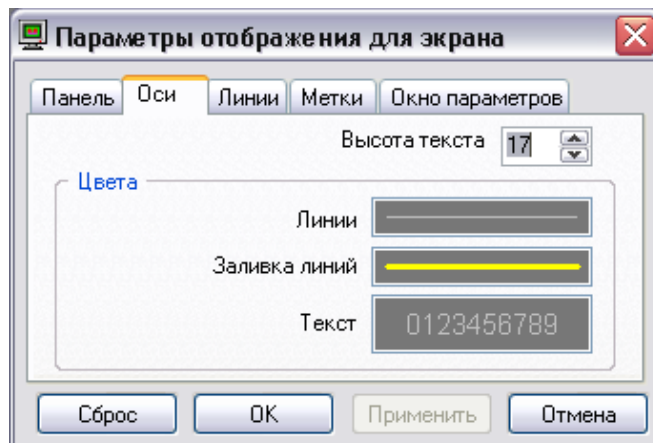 Параметры отображения для экрана
Панель Оси Линии Метки Окно параметров
Высота текста 17
Цвета
Линии
Заливка линий
Текст 0123456789
Сброс OK Применить Отмена